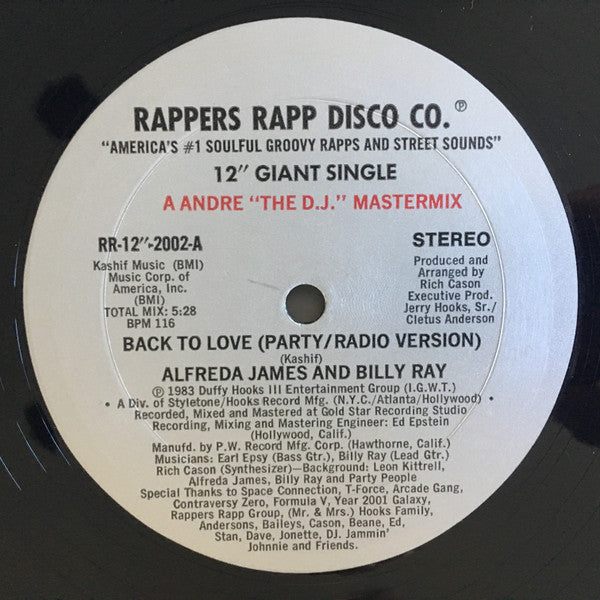 RAPPERS RAPP DISCO CO. ℗
"AMERICA'S #1 SOULFUL GROOVY RAPPS AND STREET SOUNDS"
12" GIANT SINGLE
A ANDRE "THE D.J." MASTERMIX
RR-12"-2002-A
Kashif Music (BMI)
Music Corp. of
America, Inc.
(BMI)
TOTAL MIX: 5:28
BPM 116
STEREO
Produced and
Arranged by
Rich Cason
Executive Prod.
Jerry Hooks, Sr./
Cletus Anderson
BACK TO LOVE (PARTY/RADIO VERSION)
(Kashif)
ALFREDA JAMES AND BILLY RAY
℗ 1983 Duffy Hooks III Entertainment Group (I.G.W.T.)
• A Div. of Styletone/Hooks Record Mfg. (N.Y.C./Atlanta/Hollywood) •
Recorded, Mixed and Mastered at Gold Star Recording Studio
Recording, Mixing and Mastering Engineer: Ed Epstein
(Hollywood, Calif.)
Manufd. by P.W. Record Mfg. Corp. (Hawthorne, Calif.)
Musicians: Earl Epsy (Bass Gtr.), Billy Ray (Lead Gtr.)
Rich Cason (Synthesizer)—Background: Leon Kittrell,
Alfreda James, Billy Ray and Party People
Special Thanks to Space Connection, T-Force, Arcade Gang,
Contraversy Zero, Formula V, Year 2001 Galaxy,
Rappers Rapp Group, (Mr. & Mrs.) Hooks Family,
Andersons, Baileys, Cason, Beane, Ed,
Stan, Dave, Jonette, DJ. Jammin'
Johnnie and Friends.